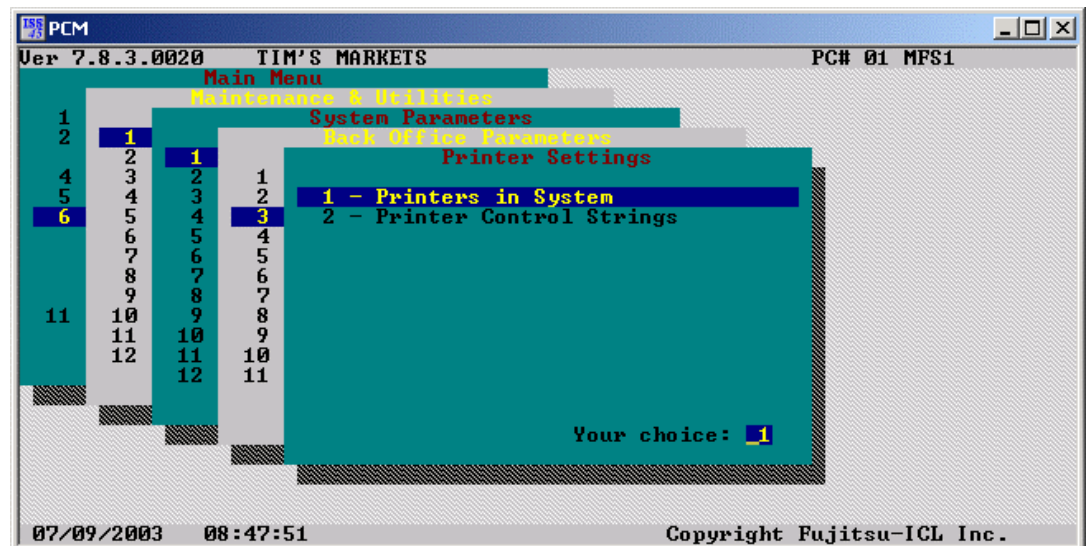 ISS 45 PCM
Ver 7.8.3.0020 TIM'S MARKETS PC# 01 MFS1
Main Menu
Maintenance & Utilities
1 System Parameters
2 1 Back Office Parameters
2 1 Printer Settings
4 3 2 1
5 4 3 2 1 - Printers in System
6 5 4 3 2 - Printer Control Strings
6 5 4
7 6 5
8 7 6
9 8 7
11 10 9 8
11 10 9
12 11 10
12 11
Your choice: 1
07/09/2003 08:47:51 Copyright Fujitsu-ICL Inc.